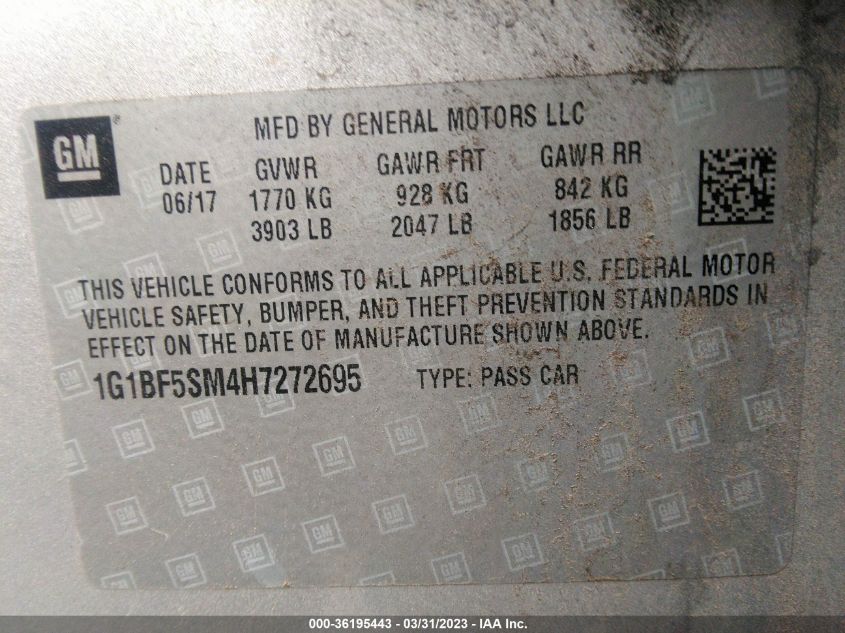 GM ®
MFD BY GENERAL MOTORS LLC
DATE GVWR GAWR FRT GAWR RR
06/17 1770 KG 928 KG 842 KG
3903 LB 2047 LB 1856 LB
THIS VEHICLE CONFORMS TO ALL APPLICABLE U.S. FEDERAL MOTOR
VEHICLE SAFETY, BUMPER, AND THEFT PREVENTION STANDARDS IN
EFFECT ON THE DATE OF MANUFACTURE SHOWN ABOVE.
1G1BF5SM4H7272695 TYPE: PASS CAR
000-36195443 - 03/31/2023 - IAA Inc.